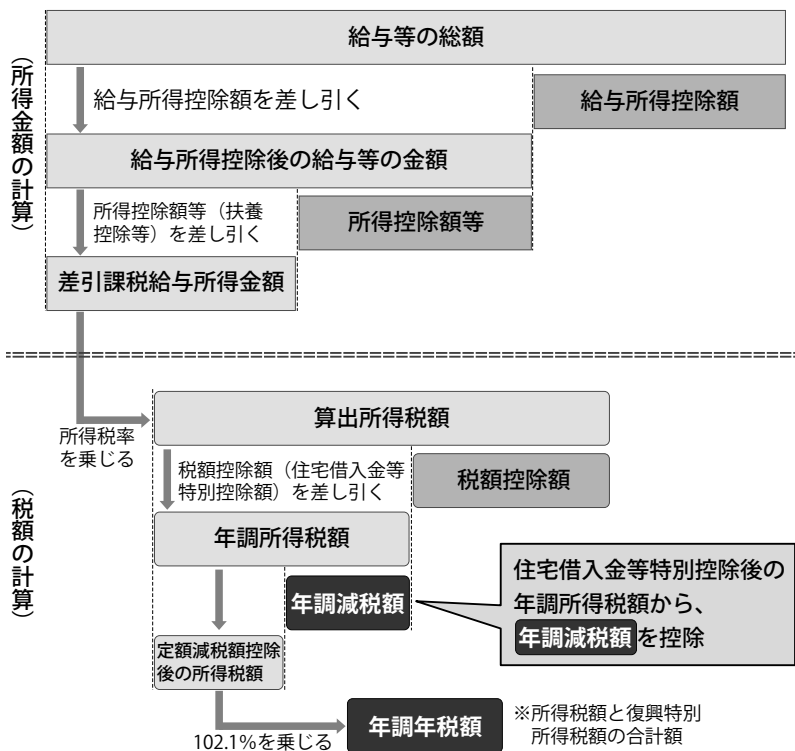 (所得金額の計算)
給与等の総額
給与所得控除額を差し引く
給与所得控除額
給与所得控除後の給与等の金額
所得控除額等（扶養
控除等）を差し引く
所得控除額等
差引課税給与所得金額
所得税率
を乗じる
(税額の計算)
算出所得税額
税額控除額（住宅借入金等
特別控除額）を差し引く
税額控除額
年調所得税額
年調減税額
住宅借入金等特別控除後の
年調所得税額から、
年調減税額を控除
定額減税額控除
後の所得税額
102.1%を乗じる
年調年税額
※所得税額と復興特別
所得税額の合計額